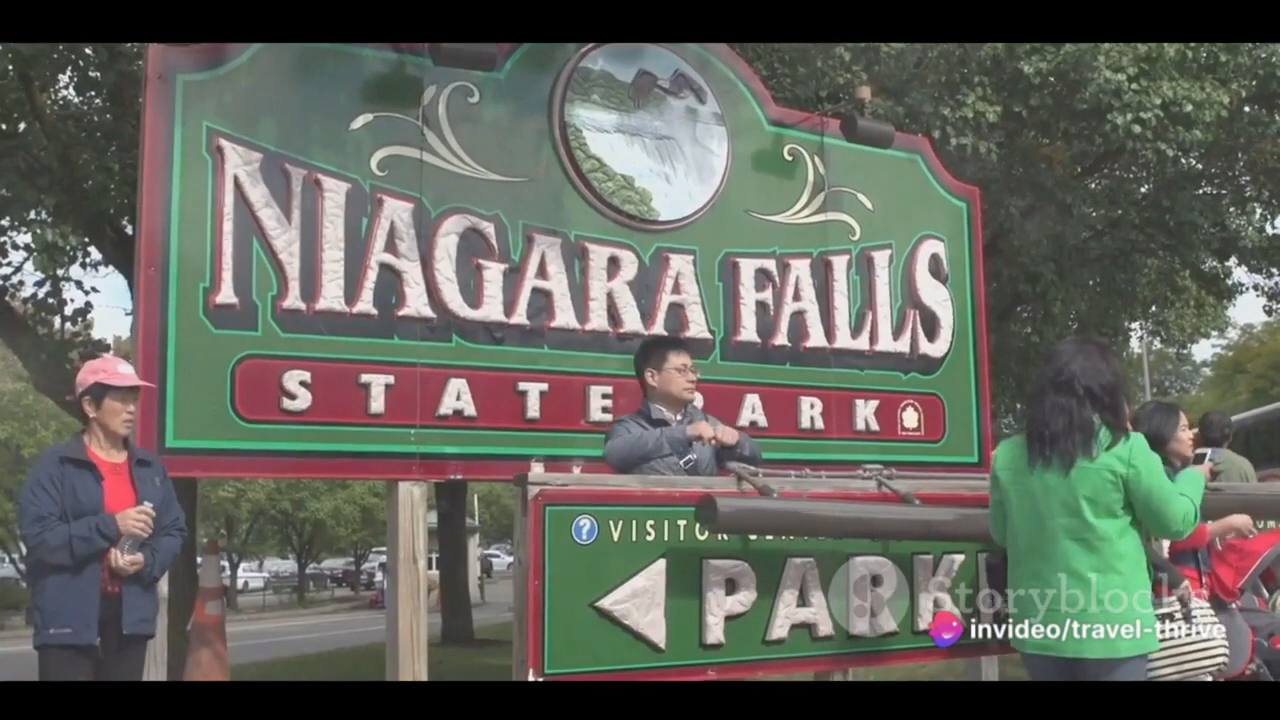 NIAGARA FALLS
STATE PARK
? VISITOR
PARK
Storyblocks
invideo/travel-thrive